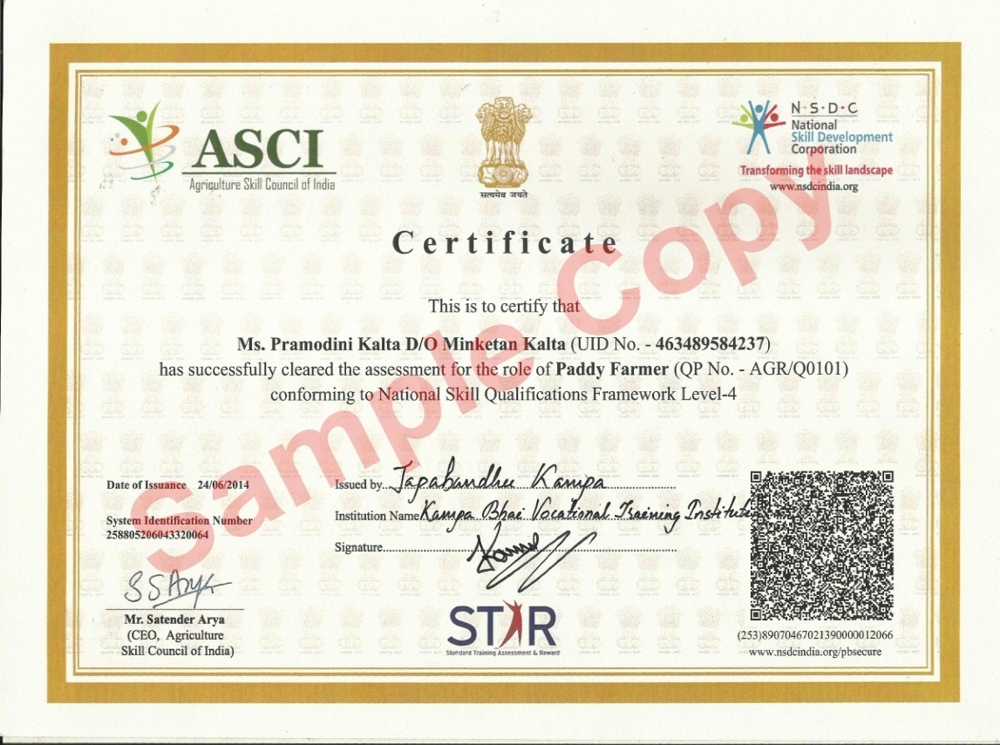 ASCI
Agriculture Skill Council of India
सत्यमेव जयते
N·S·D·C
National
Skill Development
Corporation
Transforming the skill landscape
www.nsdcindia.org
Certificate
This is to certify that
Ms. Pramodini Kalta D/O Minketan Kalta (UID No. - 463489584237)
has successfully cleared the assessment for the role of Paddy Farmer (QP No. - AGR/Q0101)
conforming to National Skill Qualifications Framework Level-4
Sample Copy
Date of Issuance 24/06/2014
System Identification Number
258805206043320064
Issued by Japabandhu Kampa
Institution Name Kampa Bhai Vocational Training Institute
Signature
SSArya
Mr. Satender Arya
(CEO, Agriculture
Skill Council of India)
STAR
Standard Training Assessment & Reward
(253)89070467021390000012066
www.nsdcindia.org/pbsecure